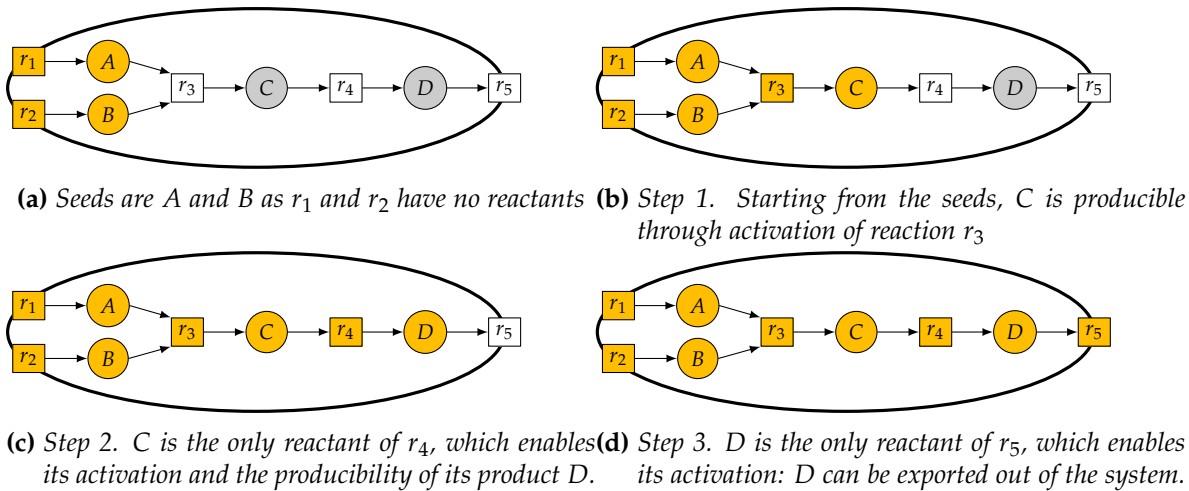 r1 A r3 C r4 D r5
r2 B
(a) Seeds are A and B as r1 and r2 have no reactants
r1 A r3 C r4 D r5
r2 B
(b) Step 1. Starting from the seeds, C is producible
through activation of reaction r3
r1 A r3 C r4 D r5
r2 B
(c) Step 2. C is the only reactant of r4, which enables
its activation and the producibility of its product D.
r1 A r3 C r4 D r5
r2 B
(d) Step 3. D is the only reactant of r5, which enables
its activation: D can be exported out of the system.